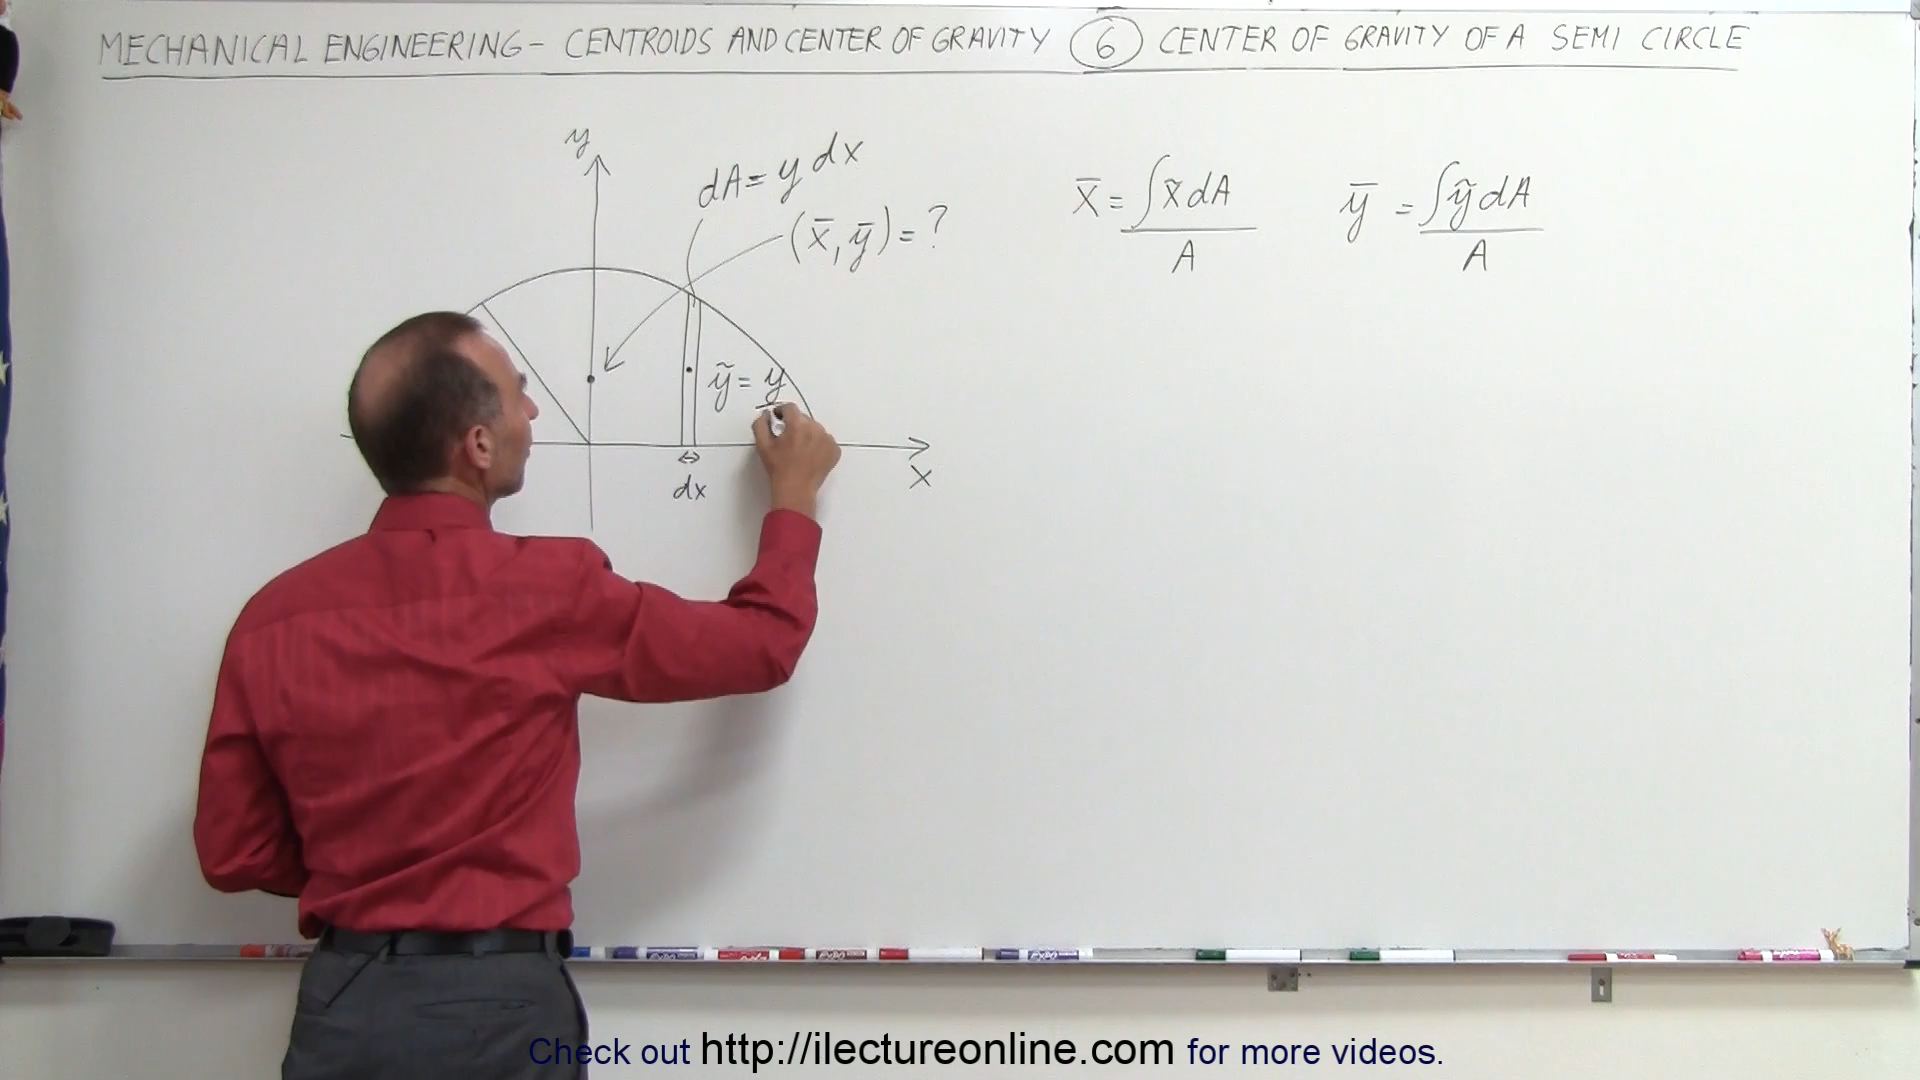 MECHANICAL ENGINEERING - CENTROIDS AND CENTER OF GRAVITY 6 CENTER OF GRAVITY OF A SEMI CIRCLE
y
dA = y dx
(x̄, ȳ) = ?
x̄ = ∫x̃ dA / A
ȳ = ∫ỹ dA / A
ỹ = y
x
dx
Check out http://ilectureonline.com for more videos.